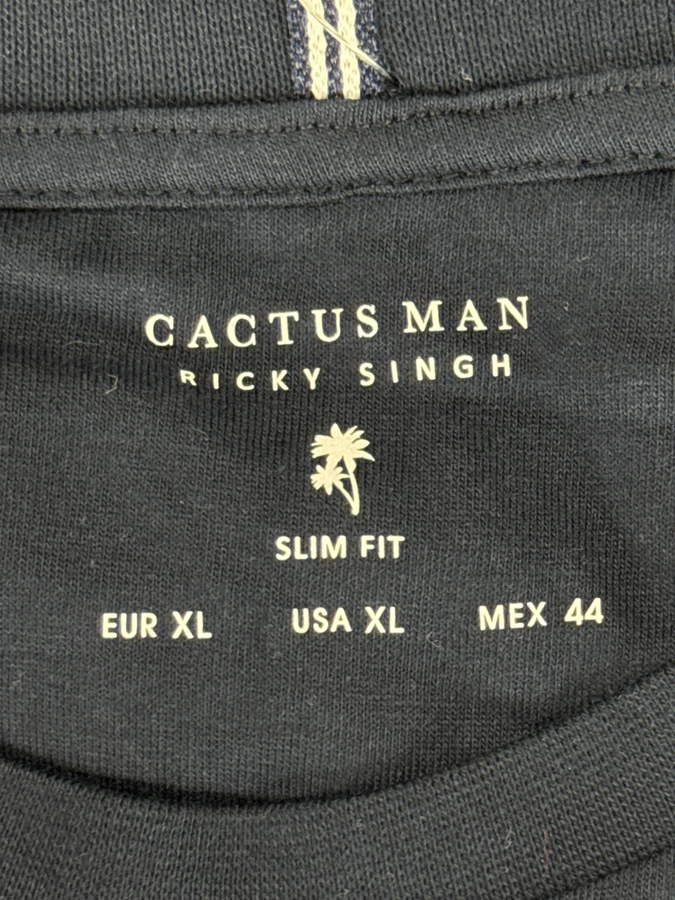 CACTUS MAN
RICKY SINGH
SLIM FIT
EUR XL USA XL MEX 44